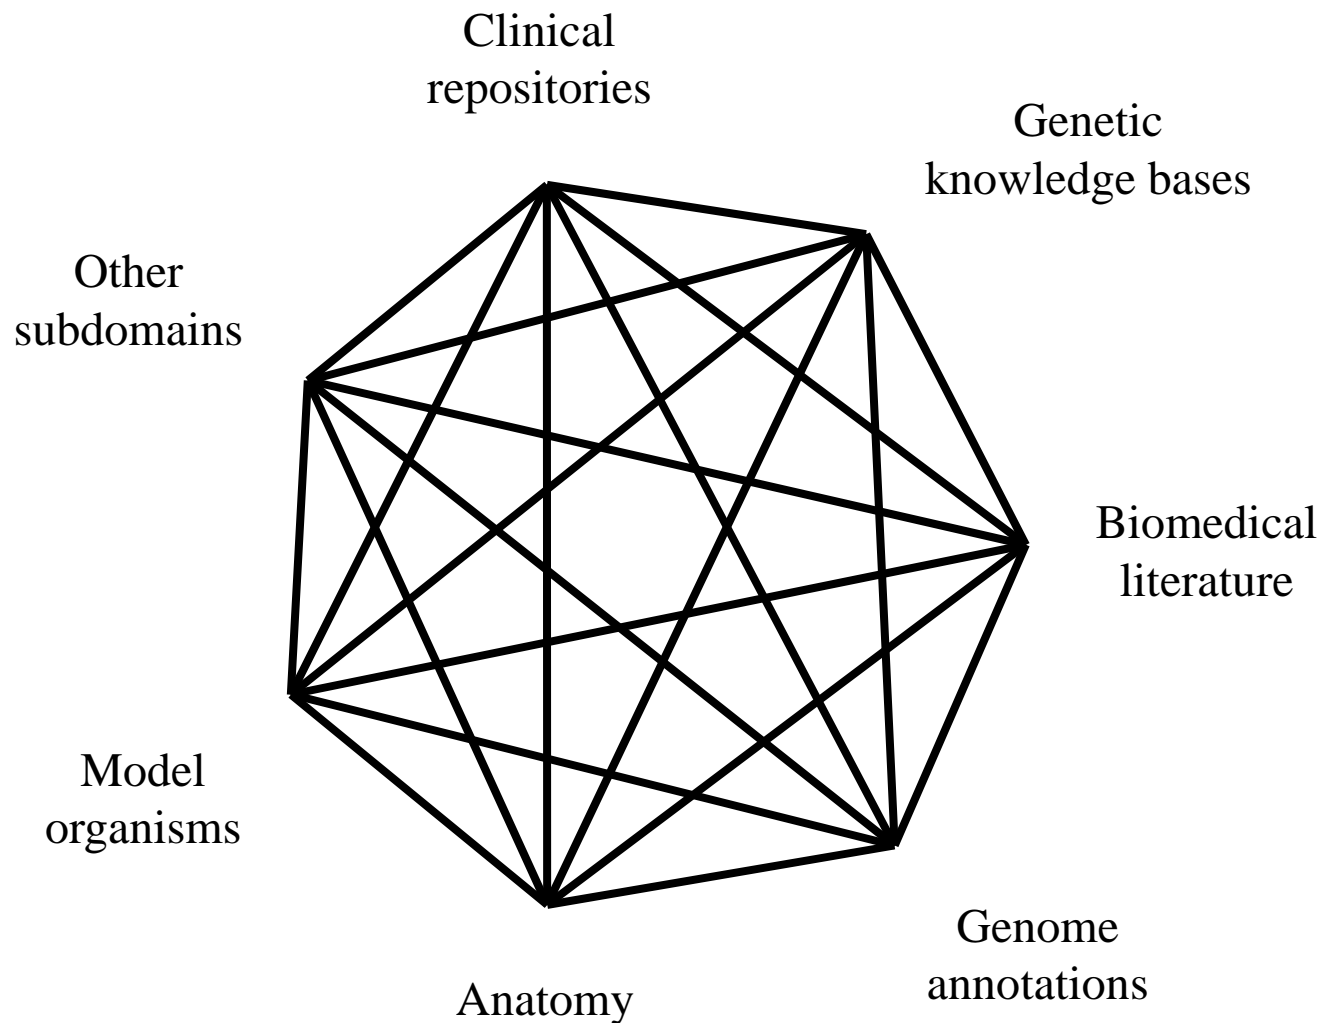 Clinical
repositories
Genetic
knowledge bases
Other
subdomains
Biomedical
literature
Model
organisms
Genome
annotations
Anatomy